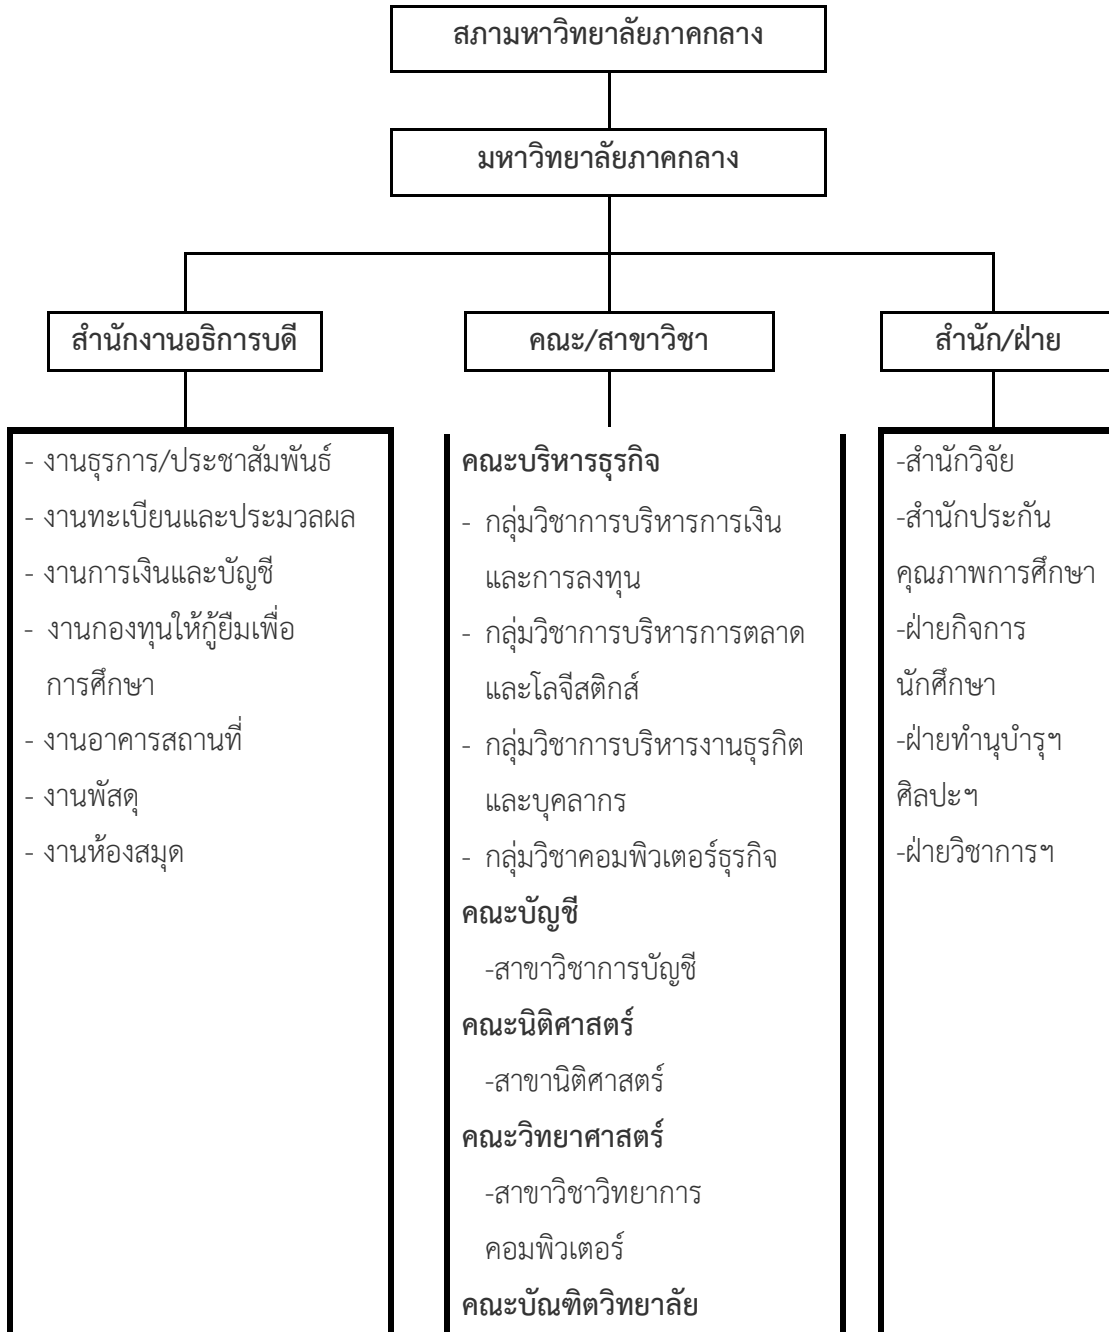 สภามหาวิทยาลัยภาคกลาง
มหาวิทยาลัยภาคกลาง
สำนักงานอธิการบดี
- งานธุรการ/ประชาสัมพันธ์
- งานทะเบียนและประมวลผล
- งานการเงินและบัญชี
- งานกองทุนให้กู้ยืมเพื่อ
การศึกษา
- งานอาคารสถานที่
- งานพัสดุ
- งานห้องสมุด
คณะ/สาขาวิชา
คณะบริหารธุรกิจ
- กลุ่มวิชาการบริหารการเงิน
และการลงทุน
- กลุ่มวิชาการบริหารการตลาด
และโลจีสติกส์
- กลุ่มวิชาการบริหารงานธุรกิต
และบุคลากร
- กลุ่มวิชาคอมพิวเตอร์ธุรกิจ
คณะบัญชี
-สาขาวิชาการบัญชี
คณะนิติศาสตร์
-สาขานิติศาสตร์
คณะวิทยาศาสตร์
-สาขาวิชาวิทยาการ
คอมพิวเตอร์
คณะบัณฑิตวิทยาลัย
สำนัก/ฝ่าย
-สำนักวิจัย
-สำนักประกัน
คุณภาพการศึกษา
-ฝ่ายกิจการ
นักศึกษา
-ฝ่ายทำนุบำรุฯ
ศิลปะฯ
-ฝ่ายวิชาการฯ